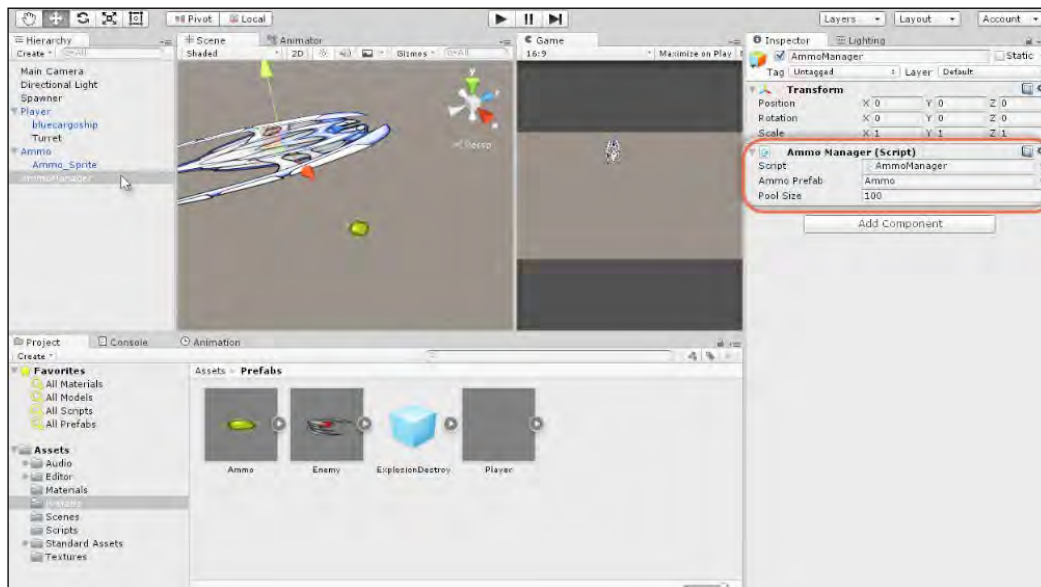 Pivot Local
Layers Layout Account
Hierarchy
Create All
Main Camera
Directional Light
Spawner
Player
bluecargoship
Turret
Ammo
Ammo_Sprite
AmmoManager
Scene Animator
Shaded 2D Gizmos All
y
Persp
Game
16:9 Maximize on Play
Inspector Lighting
AmmoManager Static
Tag Untagged Layer Default
Transform
Position X 0 Y 0 Z 0
Rotation X 0 Y 0 Z 0
Scale X 1 Y 1 Z 1
Ammo Manager (Script)
Script AmmoManager
Ammo Prefab Ammo
Pool Size 100
Add Component
Project Console Animation
Create
Favorites
All Materials
All Models
All Scripts
All Prefabs
Assets
Audio
Editor
Materials
Prefabs
Scenes
Scripts
Standard Assets
Textures
Assets Prefabs
Ammo Enemy ExplosionDestroy Player